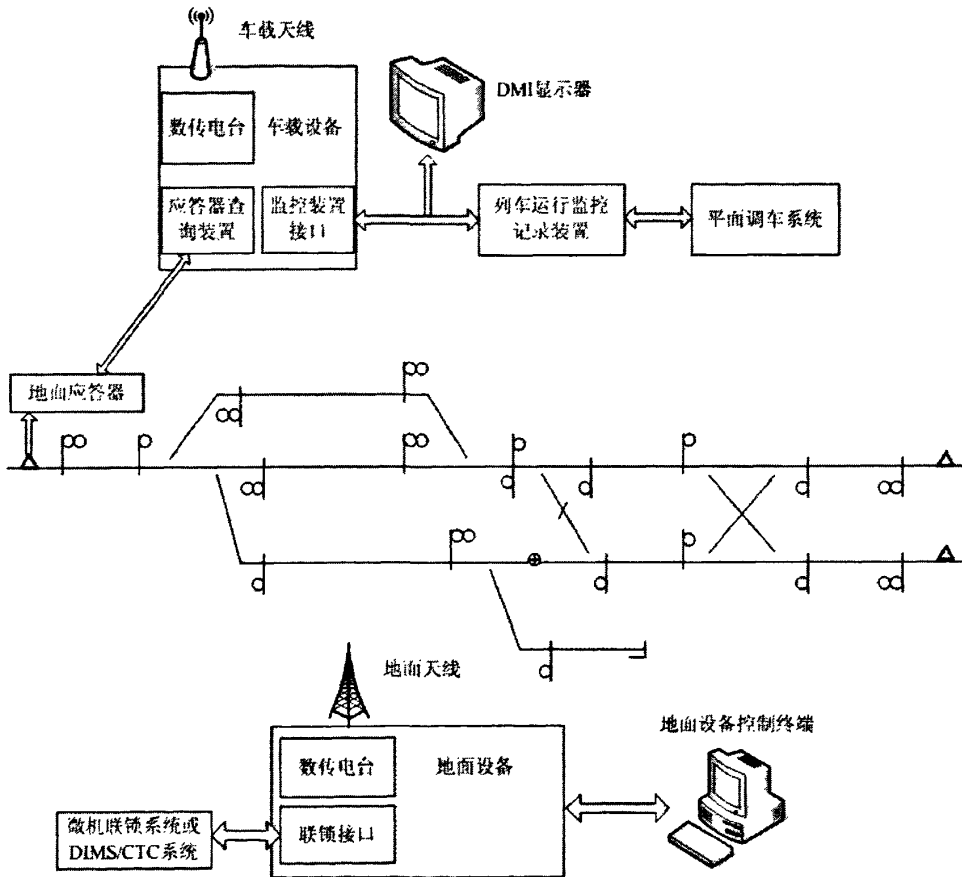 车载天线
DMI显示器
数传电台
车载设备
应答器查
询装置
监控装置
接口
列车运行监控
记录装置
平面调车系统
地面应答器
地面天线
地面设备控制终端
数传电台
地面设备
联锁接口
微机联锁系统或
DIMS/CTC系统